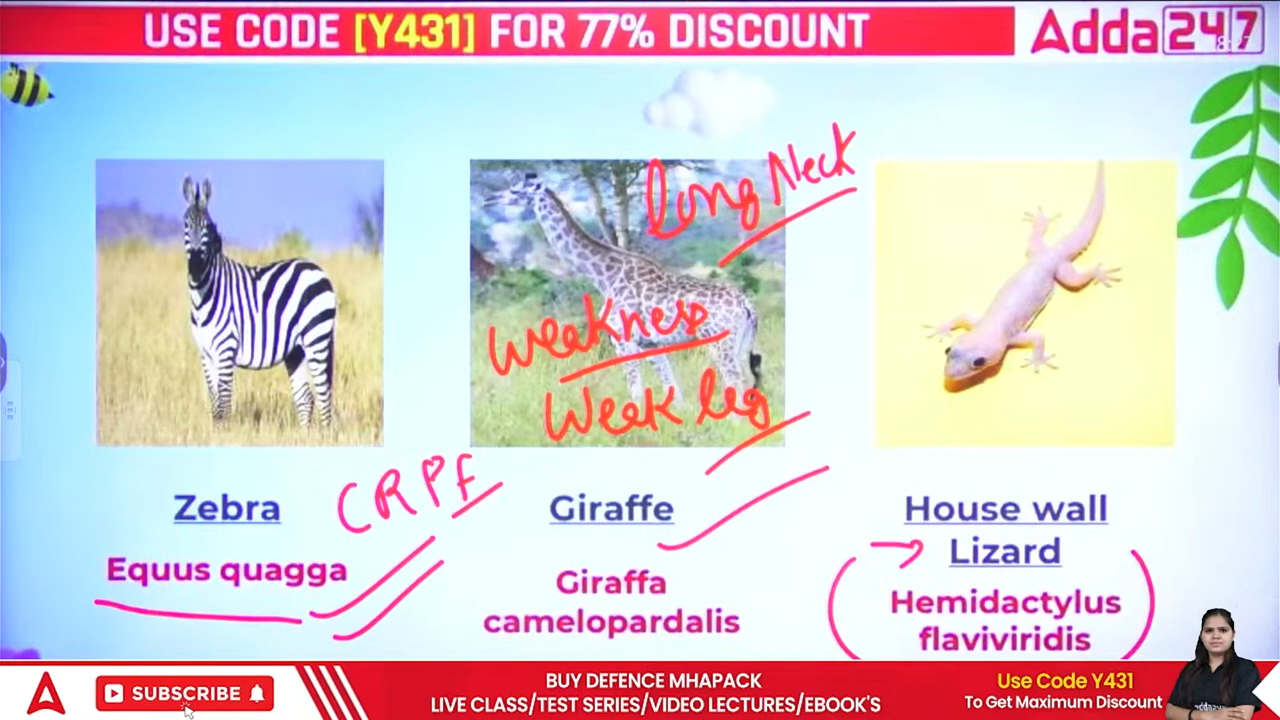 USE CODE [Y431] FOR 77% DISCOUNT
Adda247
long Neck
Weakness
Week leg
CRPF
Zebra
Equus quagga
Giraffe
Giraffa
camelopardalis
House wall
Lizard
Hemidactylus
flaviviridis
SUBSCRIBE
BUY DEFENCE MHAPACK
LIVE CLASS/TEST SERIES/VIDEO LECTURES/EBOOK'S
Use Code Y431
To Get Maximum Discount